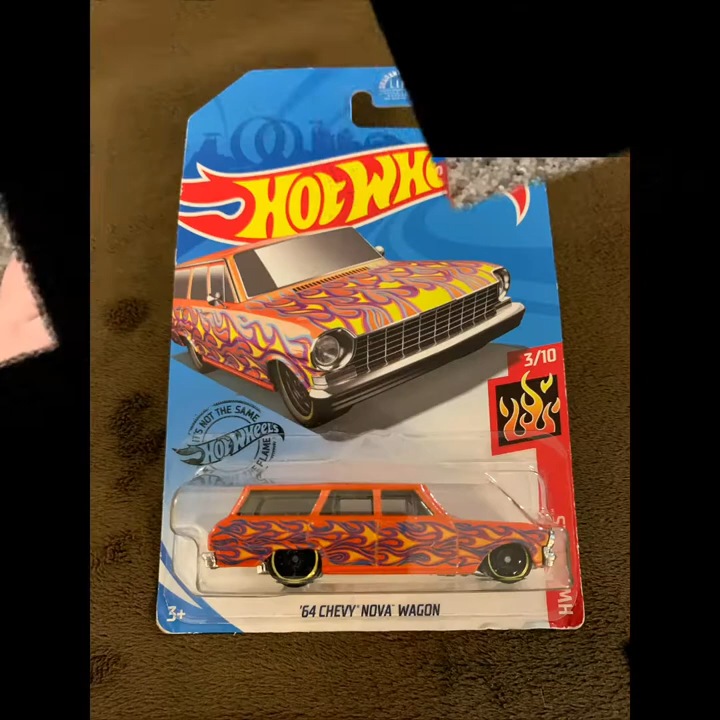 HOT WHE
3/10
IT'S NOT THE SAME
HOT WHEELS
FLAME
'64 CHEVY NOVA WAGON
HW
3+